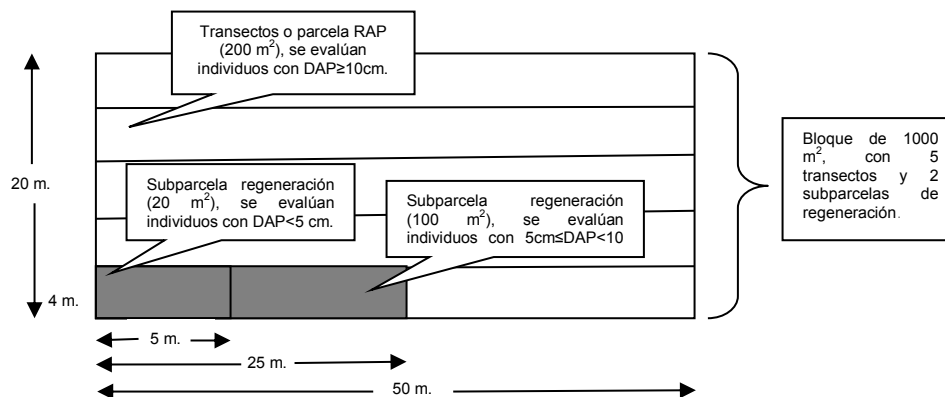 Transectos o parcela RAP
(200 m²), se evalúan
individuos con DAP≥10cm.
20 m.
Subparcela regeneración
(20 m²), se evalúan
individuos con DAP<5 cm.
Subparcela regeneración
(100 m²), se evalúan
individuos con 5cm≤DAP<10
Bloque de 1000
m², con 5
transectos y 2
subparcelas de
regeneración.
4 m.
5 m.
25 m.
50 m.